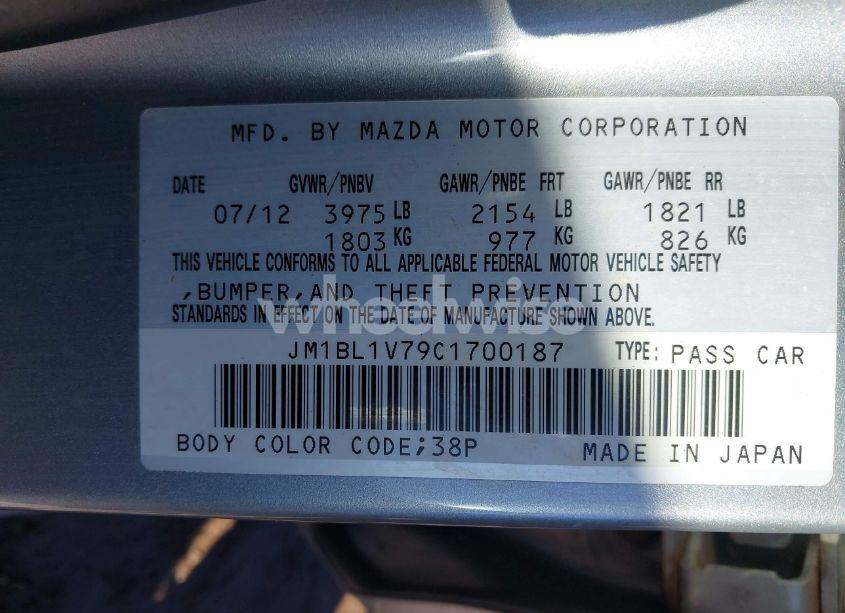 MFD. BY MAZDA MOTOR CORPORATION
DATE GVWR/PNBV GAWR/PNBE FRT GAWR/PNBE RR
07/12 3975 LB 2154 LB 1821 LB
1803 KG 977 KG 826 KG
THIS VEHICLE CONFORMS TO ALL APPLICABLE FEDERAL MOTOR VEHICLE SAFETY
,BUMPER,AND THEFT PREVENTION
wheelwise
STANDARDS IN EFFECT ON THE DATE OF MANUFACTURE SHOWN ABOVE.
JM1BL1V79C1700187 TYPE: PASS CAR
BODY COLOR CODE;38P MADE IN JAPAN